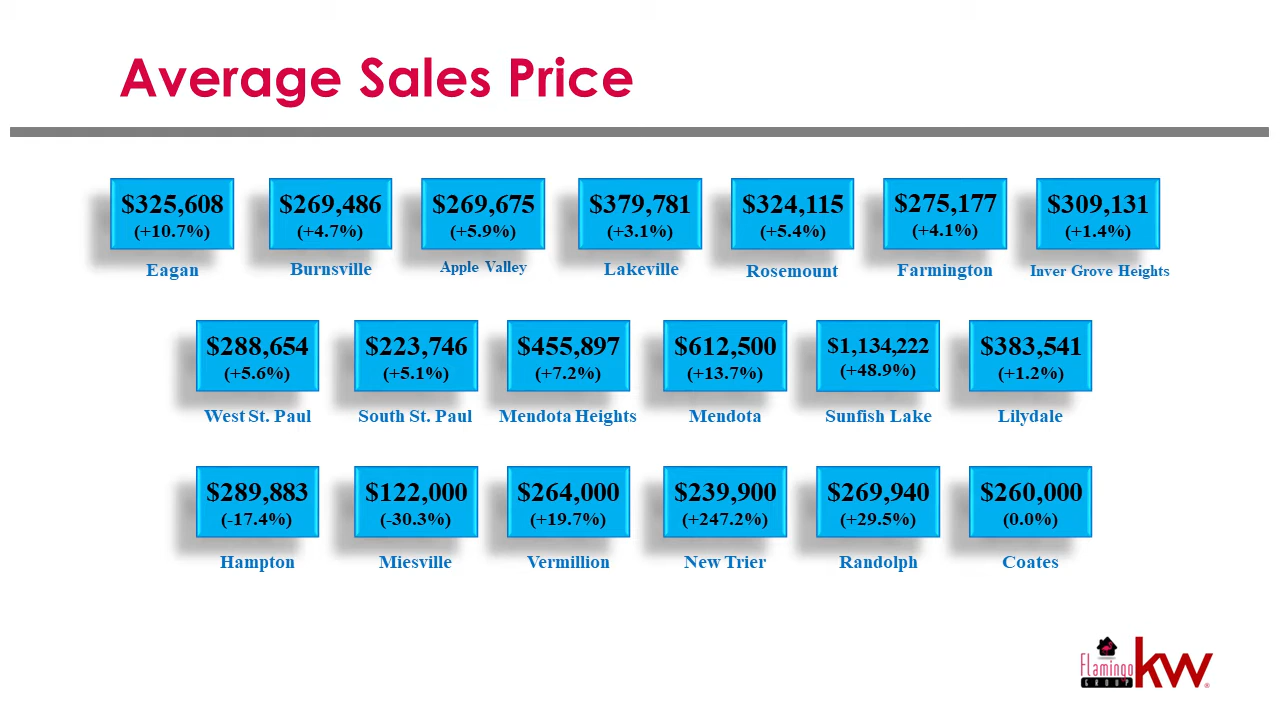 Average Sales Price
$325,608 $269,486 $269,675 $379,781 $324,115 $275,177 $309,131
(+10.7%) (+4.7%) (+5.9%) (+3.1%) (+5.4%) (+4.1%) (+1.4%)
Eagan Burnsville Apple Valley Lakeville Rosemount Farmington Inver Grove Heights
$288,654 $223,746 $455,897 $612,500 $1,134,222 $383,541
(+5.6%) (+5.1%) (+7.2%) (+13.7%) (+48.9%) (+1.2%)
West St. Paul South St. Paul Mendota Heights Mendota Sunfish Lake Lilydale
$289,883 $122,000 $264,000 $239,900 $269,940 $260,000
(-17.4%) (-30.3%) (+19.7%) (+247.2%) (+29.5%) (0.0%)
Hampton Miesville Vermillion New Trier Randolph Coates
Flamingo kw®
GROUP